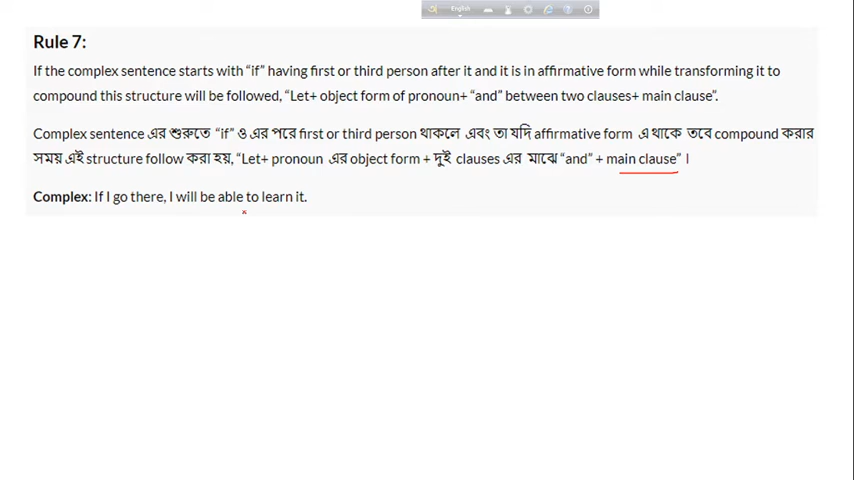 English
Rule 7:
If the complex sentence starts with “if” having first or third person after it and it is in affirmative form while transforming it to
compound this structure will be followed, “Let+ object form of pronoun+ “and” between two clauses+ main clause”.
Complex sentence এর শুরুতে “if” ও এর পরে first or third person থাকলে এবং তা যদি affirmative form এ থাকে তবে compound করার
সময় এই structure follow করা হয়, “Let+ pronoun এর object form + দুই clauses এর মাঝে “and” + main clause” ।
Complex: If I go there, I will be able to learn it.